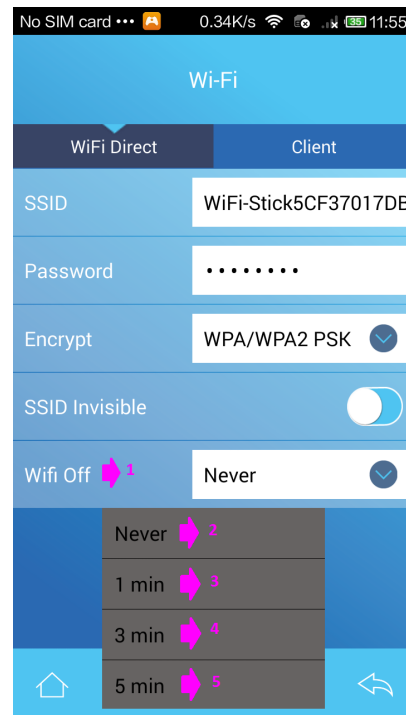 No SIM card ••• 0.34K/s 35 11:55
Wi-Fi
WiFi Direct Client
SSID WiFi-Stick5CF37017DB
Password ••••••••
Encrypt WPA/WPA2 PSK
SSID Invisible
Wifi Off 1 Never
Never 2
1 min 3
3 min 4
5 min 5